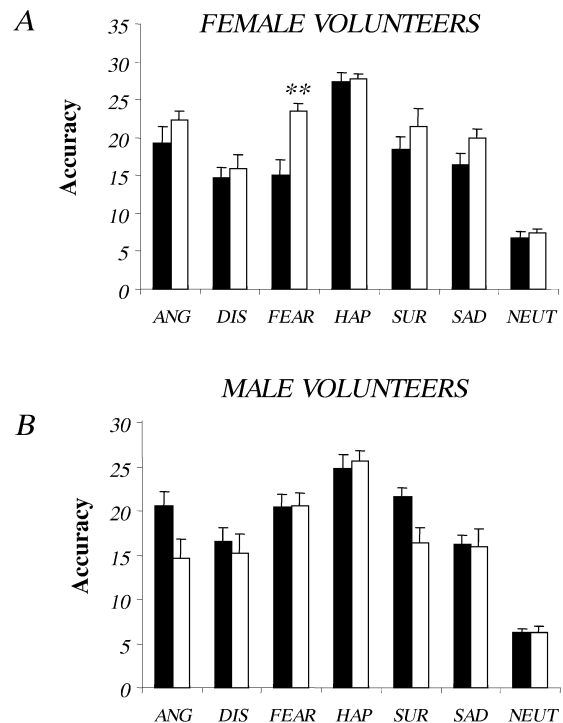 A
FEMALE VOLUNTEERS
35
30
25
20
15
10
5
0
Accuracy
**
ANG DIS FEAR HAP SUR SAD NEUT
MALE VOLUNTEERS
B
30
25
20
15
10
5
0
Accuracy
ANG DIS FEAR HAP SUR SAD NEUT